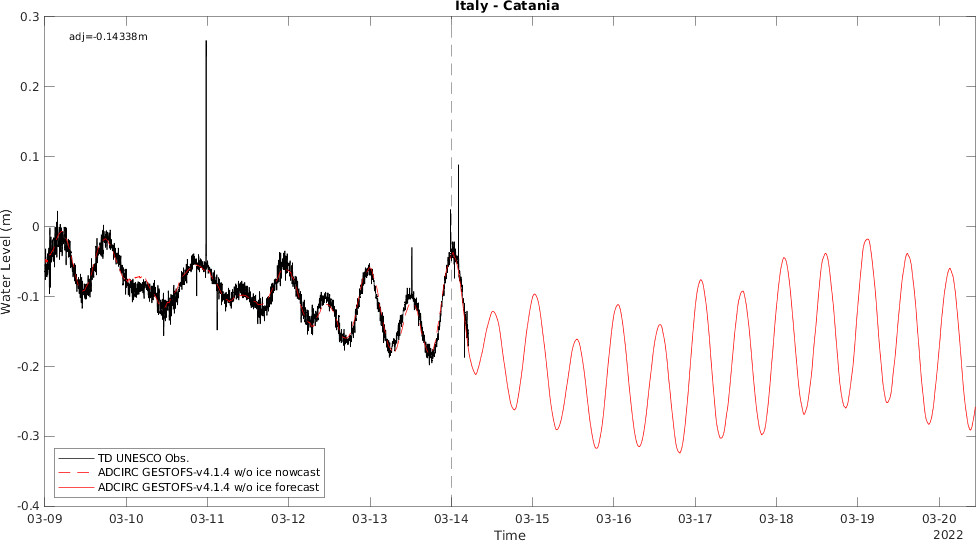 Italy - Catania
adj=-0.14338m
0.3
0.2
0.1
0
-0.1
-0.2
-0.3
-0.4
Water Level (m)
TD UNESCO Obs.
ADCIRC GESTOFS-v4.1.4 w/o ice nowcast
ADCIRC GESTOFS-v4.1.4 w/o ice forecast
03-09 03-10 03-11 03-12 03-13 03-14 03-15 03-16 03-17 03-18 03-19 03-20
Time
2022